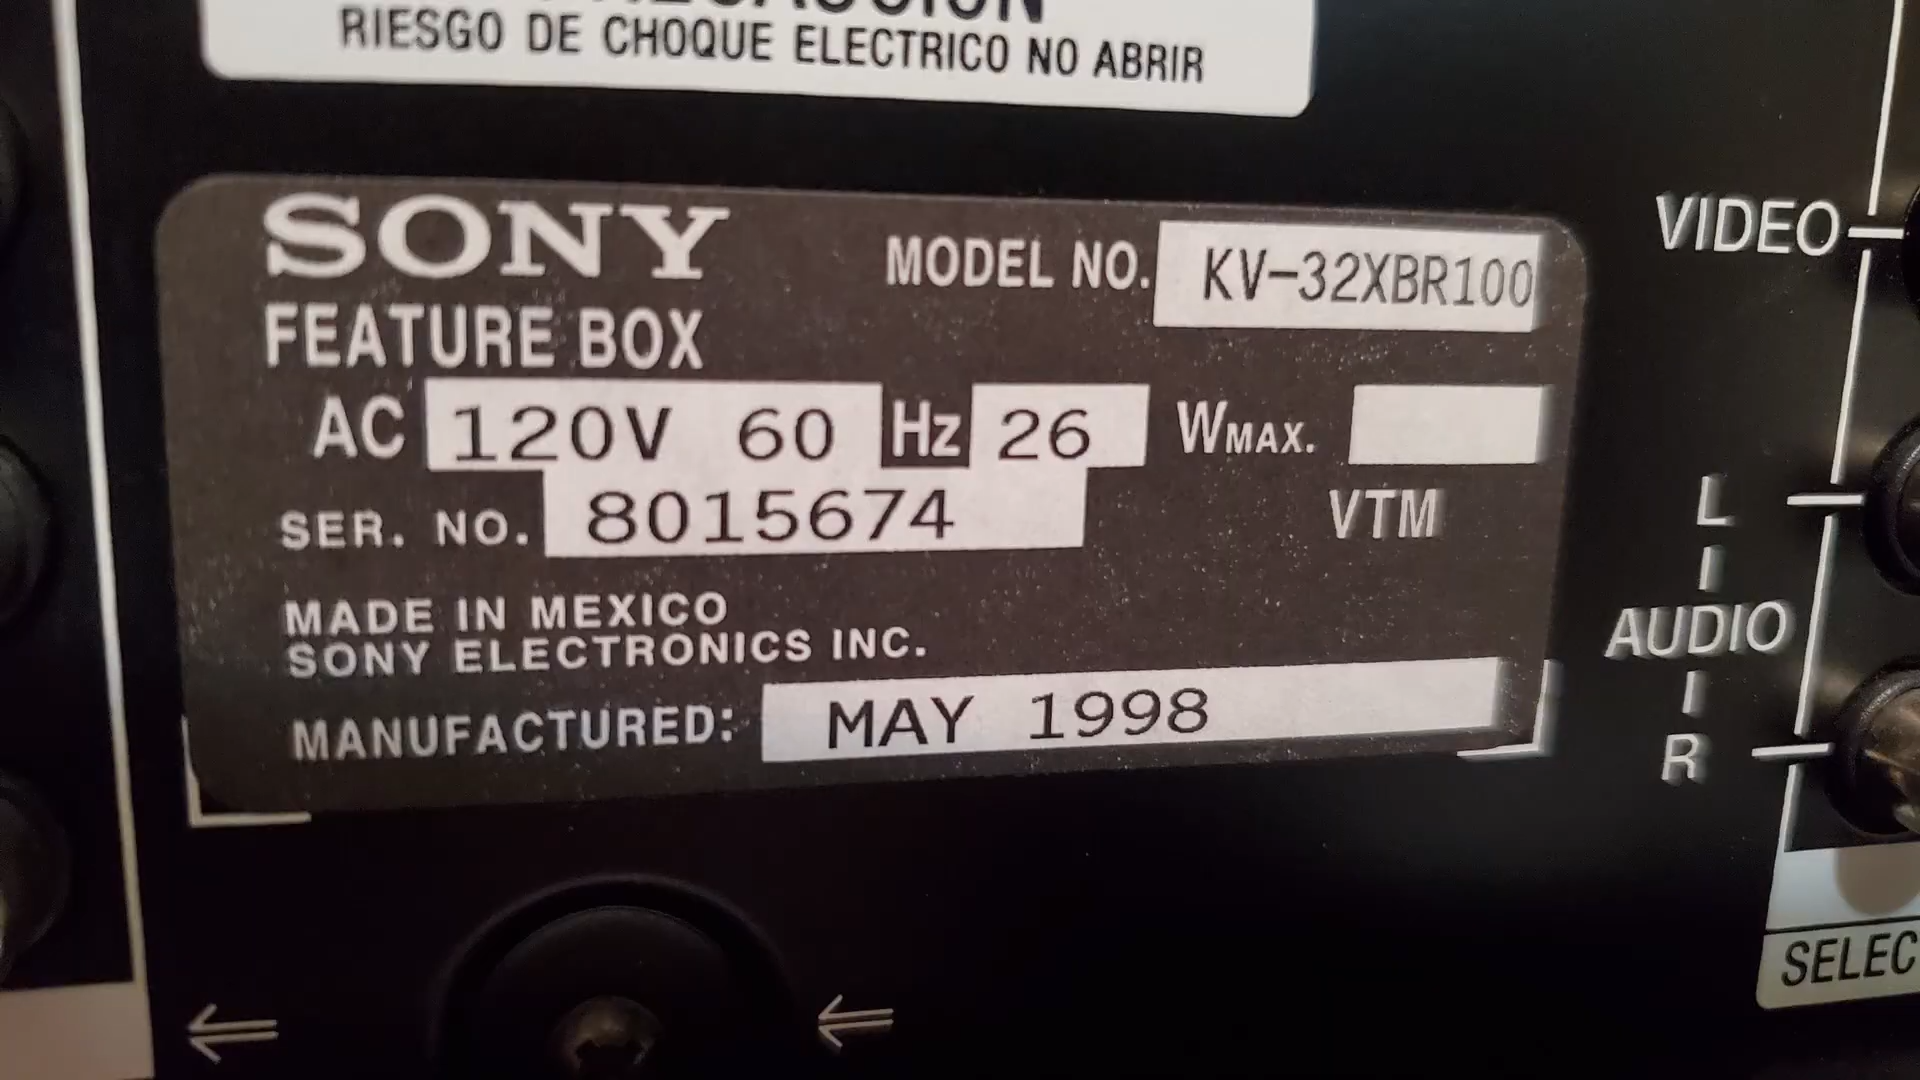 RIESGO DE CHOQUE ELECTRICO NO ABRIR
SONY
MODEL NO. KV-32XBR100
FEATURE BOX
AC 120V 60 Hz 26 WMAX.
SER. NO. 8015674
VTM
MADE IN MEXICO
SONY ELECTRONICS INC.
MANUFACTURED: MAY 1998
VIDEO
L
AUDIO
R